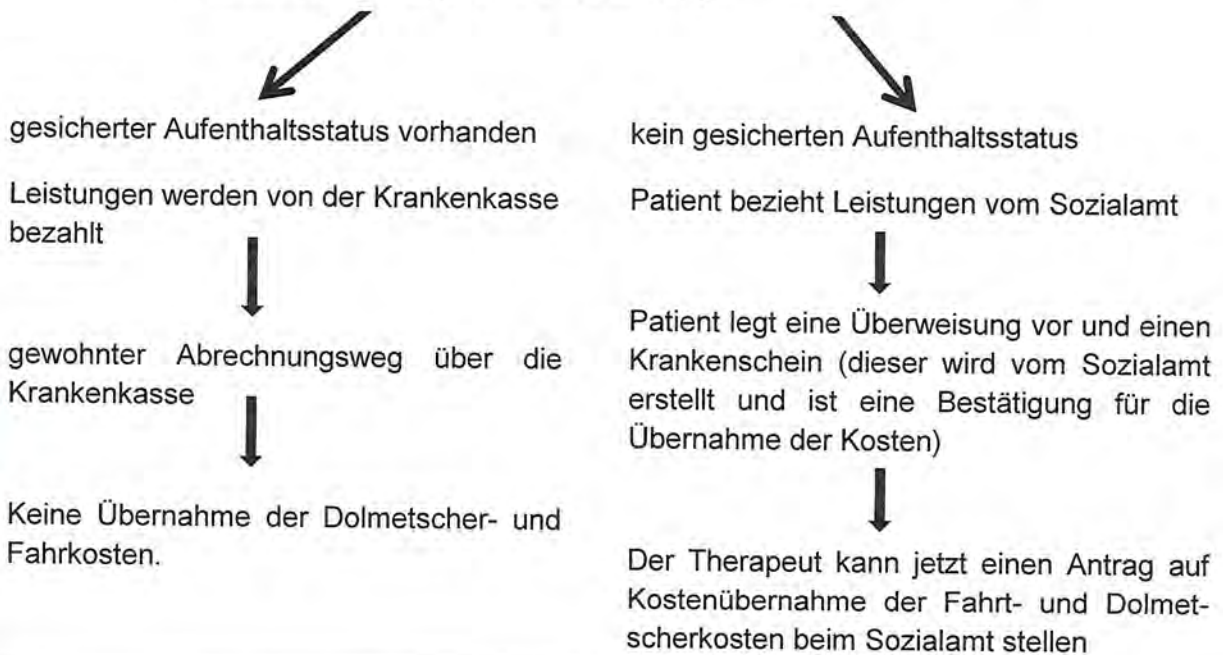 gesicherter Aufenthaltsstatus vorhanden
Leistungen werden von der Krankenkasse
bezahlt
gewohnter Abrechnungsweg über die
Krankenkasse
Keine Übernahme der Dolmetscher- und
Fahrkosten.
kein gesicherten Aufenthaltsstatus
Patient bezieht Leistungen vom Sozialamt
Patient legt eine Überweisung vor und einen
Krankenschein (dieser wird vom Sozialamt
erstellt und ist eine Bestätigung für die
Übernahme der Kosten)
Der Therapeut kann jetzt einen Antrag auf
Kostenübernahme der Fahrt- und Dolmet-
scherkosten beim Sozialamt stellen